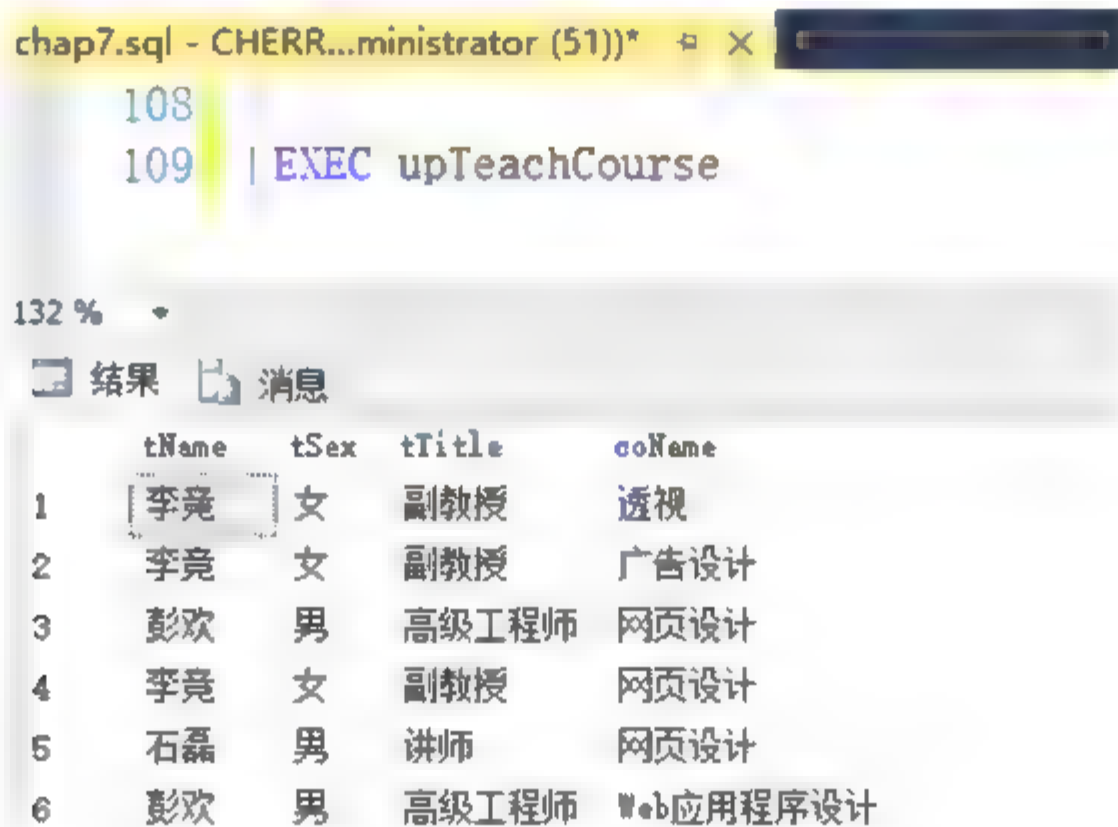 chap7.sql - CHERR...ministrator (51))*
108
109 EXEC upTeachCourse
132 %
结果 消息
tName tSex tTitle coName
1 李竟 女 副教授 透视
2 李竟 女 副教授 广告设计
3 彭欢 男 高级工程师 网页设计
4 李竟 女 副教授 网页设计
5 石磊 男 讲师 网页设计
6 彭欢 男 高级工程师 Web应用程序设计